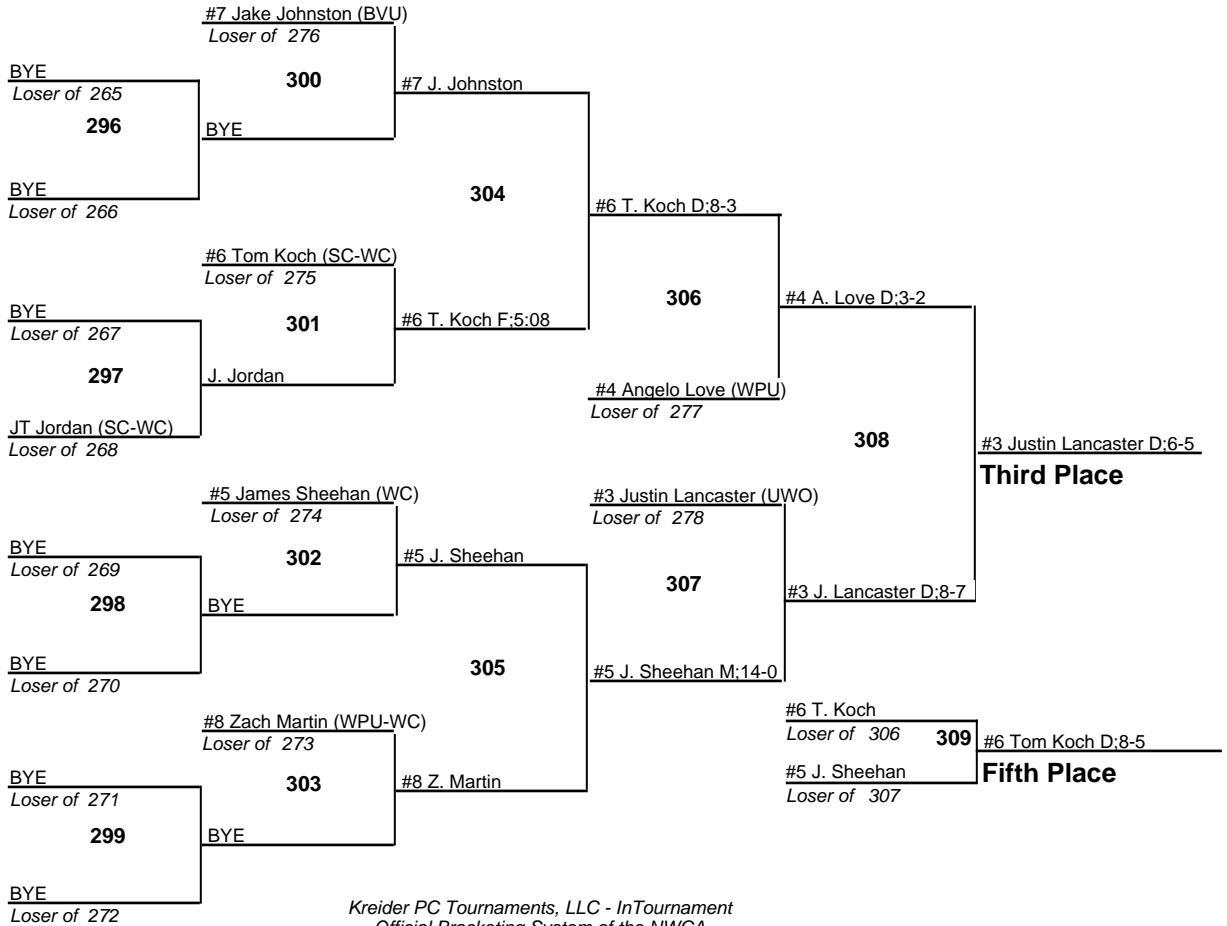 #7 Jake Johnston (BVU)
Loser of 276
BYE
Loser of 265
300
#7 J. Johnston
296
BYE
BYE
Loser of 266
304
#6 T. Koch D;8-3
#6 Tom Koch (SC-WC)
Loser of 275
306
#4 A. Love D;3-2
BYE
Loser of 267
301
#6 T. Koch F;5:08
297
J. Jordan
#4 Angelo Love (WPU)
Loser of 277
JT Jordan (SC-WC)
Loser of 268
308
#3 Justin Lancaster D;6-5
Third Place
#5 James Sheehan (WC)
Loser of 274
#3 Justin Lancaster (UWO)
Loser of 278
BYE
Loser of 269
302
#5 J. Sheehan
307
#3 J. Lancaster D;8-7
298
BYE
BYE
Loser of 270
305
#5 J. Sheehan M;14-0
#8 Zach Martin (WPU-WC)
Loser of 273
#6 T. Koch
Loser of 306
309
#6 Tom Koch D;8-5
Fifth Place
#5 J. Sheehan
Loser of 307
BYE
Loser of 271
303
#8 Z. Martin
299
BYE
BYE
Loser of 272
Kreider PC Tournaments, LLC - InTournament
Official Bracketing System of the NWCA